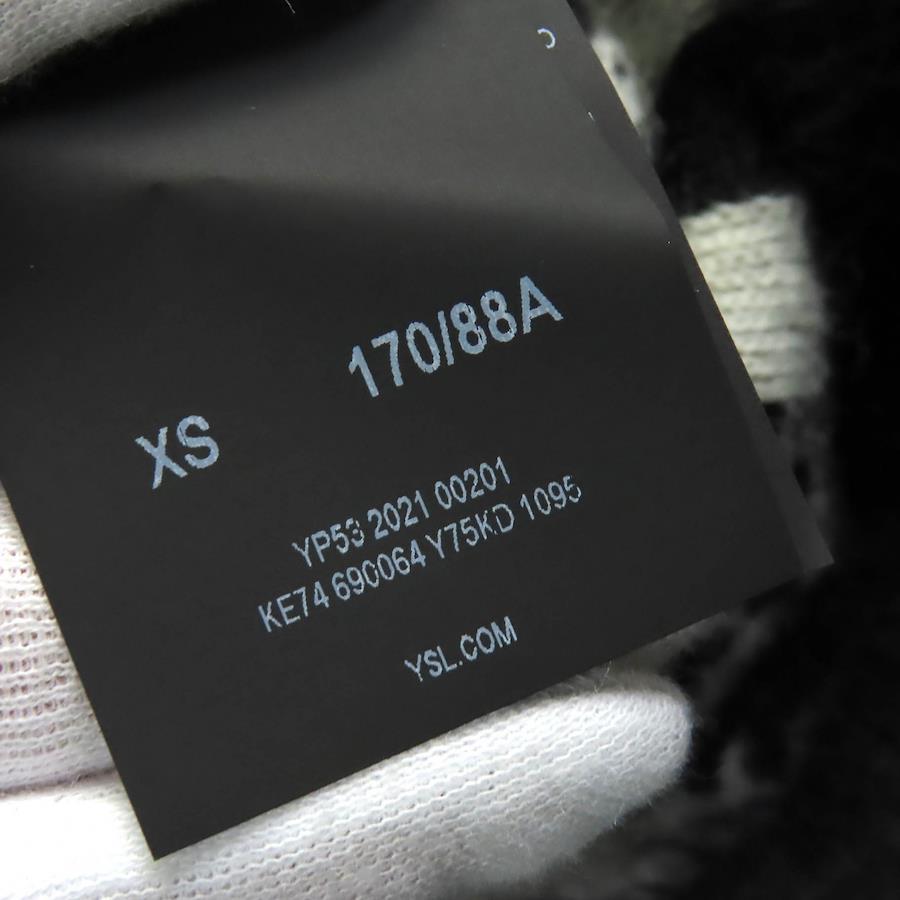 XS 170/88A
YP53 2021 00201
KE74 690064 Y75KD 1095
YSL.COM